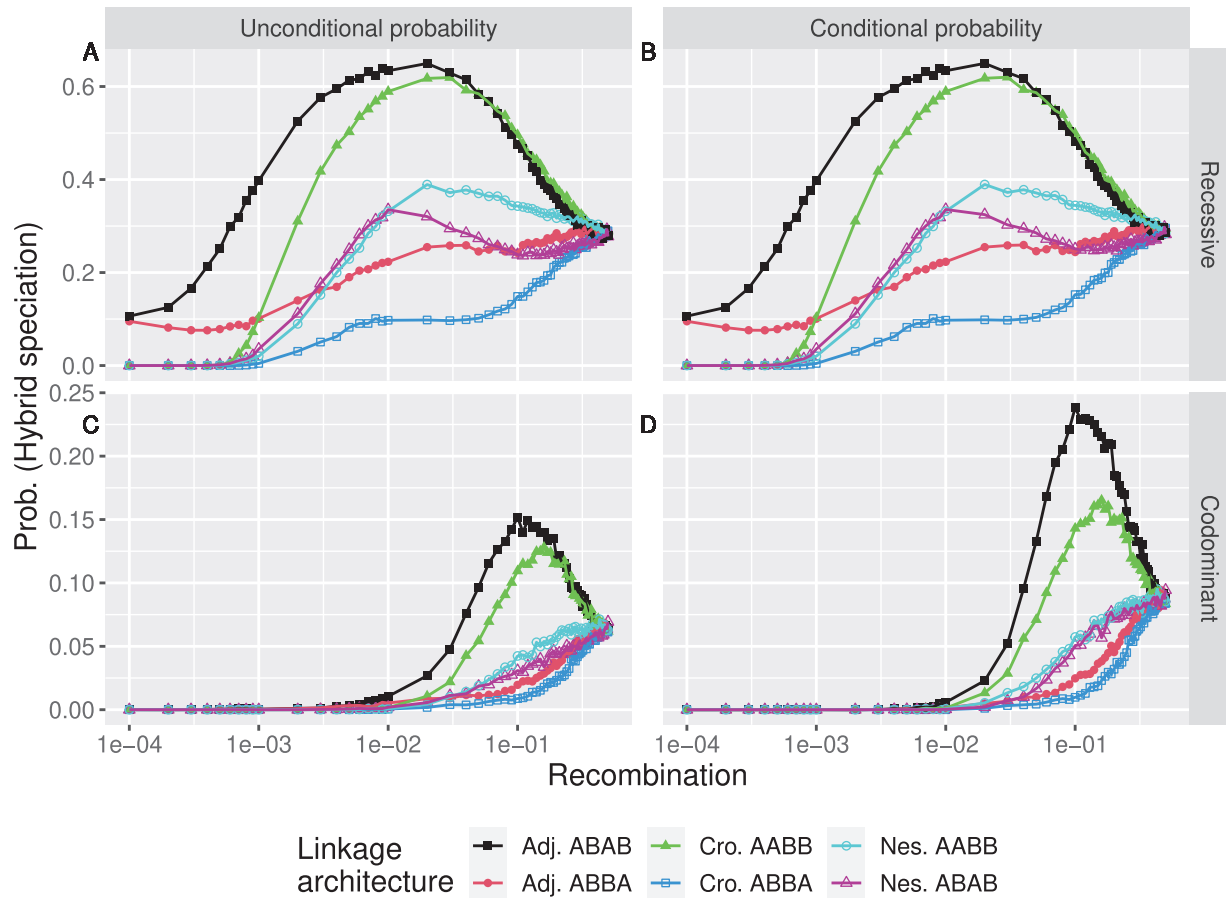 Unconditional probability
Conditional probability
A
B
0.6
0.4
0.2
0.0
Recessive
C
D
0.25
0.20
0.15
0.10
0.05
0.00
Codominant
Prob. (Hybrid speciation)
1e−04
1e−03
1e−02
1e−01
1e−04
1e−03
1e−02
1e−01
Recombination
Linkage
architecture
Adj. ABAB
Cro. AABB
Nes. AABB
Adj. ABBA
Cro. ABBA
Nes. ABAB